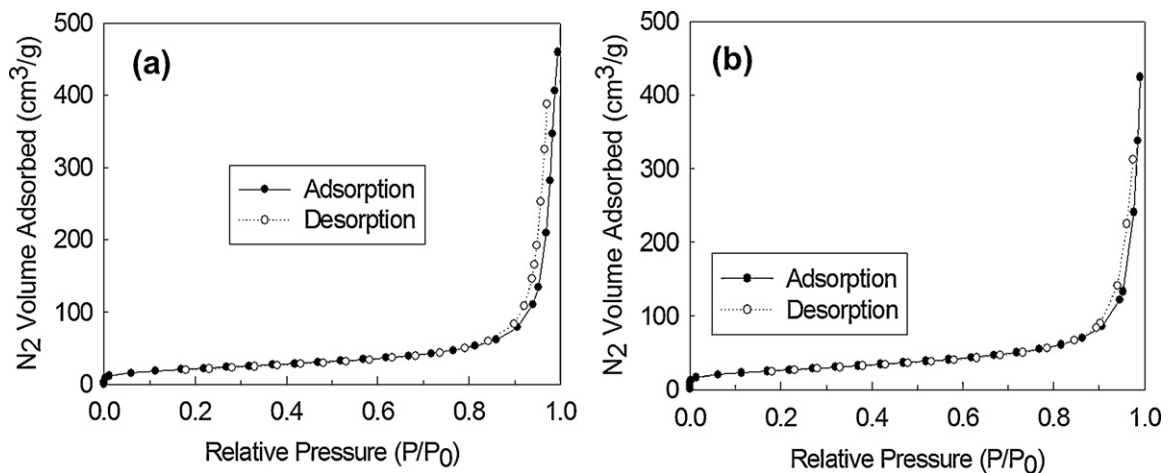 (a)
N2 Volume Adsorbed (cm3/g)
500
400
300
200
100
0
Adsorption
Desorption
0.0 0.2 0.4 0.6 0.8 1.0
Relative Pressure (P/P0)
(b)
N2 Volume Adsorbed (cm3/g)
500
400
300
200
100
0
Adsorption
Desorption
0.0 0.2 0.4 0.6 0.8 1.0
Relative Pressure (P/P0)